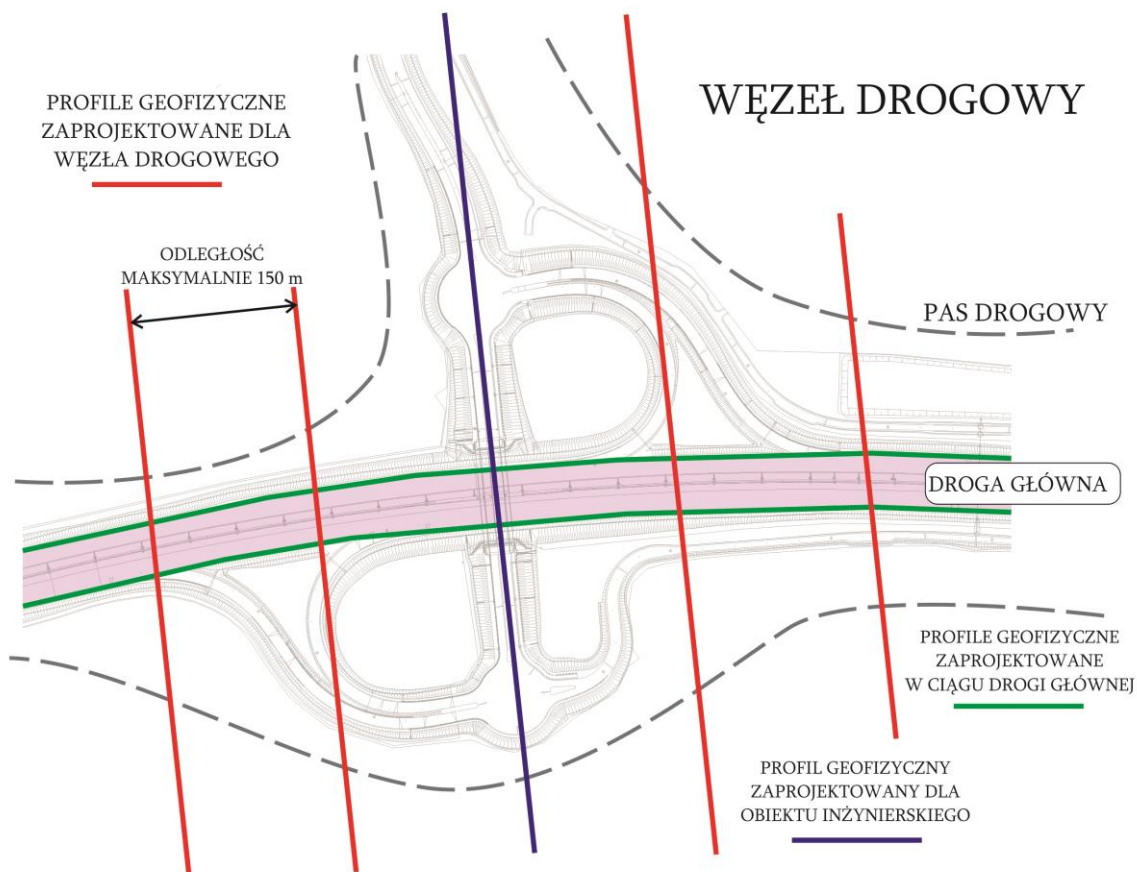 WĘZEŁ DROGOWY
PROFILE GEOFIZYCZNE
ZAPROJEKTOWANE DLA
WĘZŁA DROGOWEGO
ODLEGŁOŚĆ
MAKSYMALNIE 150 m
PAS DROGOWY
DROGA GŁÓWNA
PROFILE GEOFIZYCZNE
ZAPROJEKTOWANE
W CIĄGU DROGI GŁÓWNEJ
PROFIL GEOFIZYCZNY
ZAPROJEKTOWANY DLA
OBIEKTU INŻYNIERSKIEGO